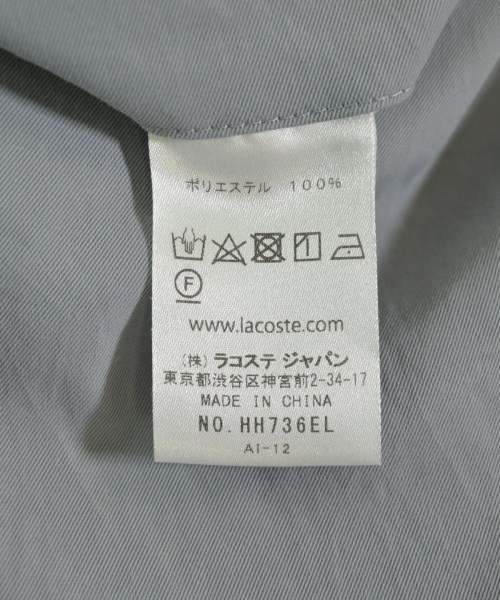 ポリエステル 100%
F
www.lacoste.com
(株) ラコステ ジャパン
東京都渋谷区神宮前2-34-17
MADE IN CHINA
NO.HH736EL
AI-12